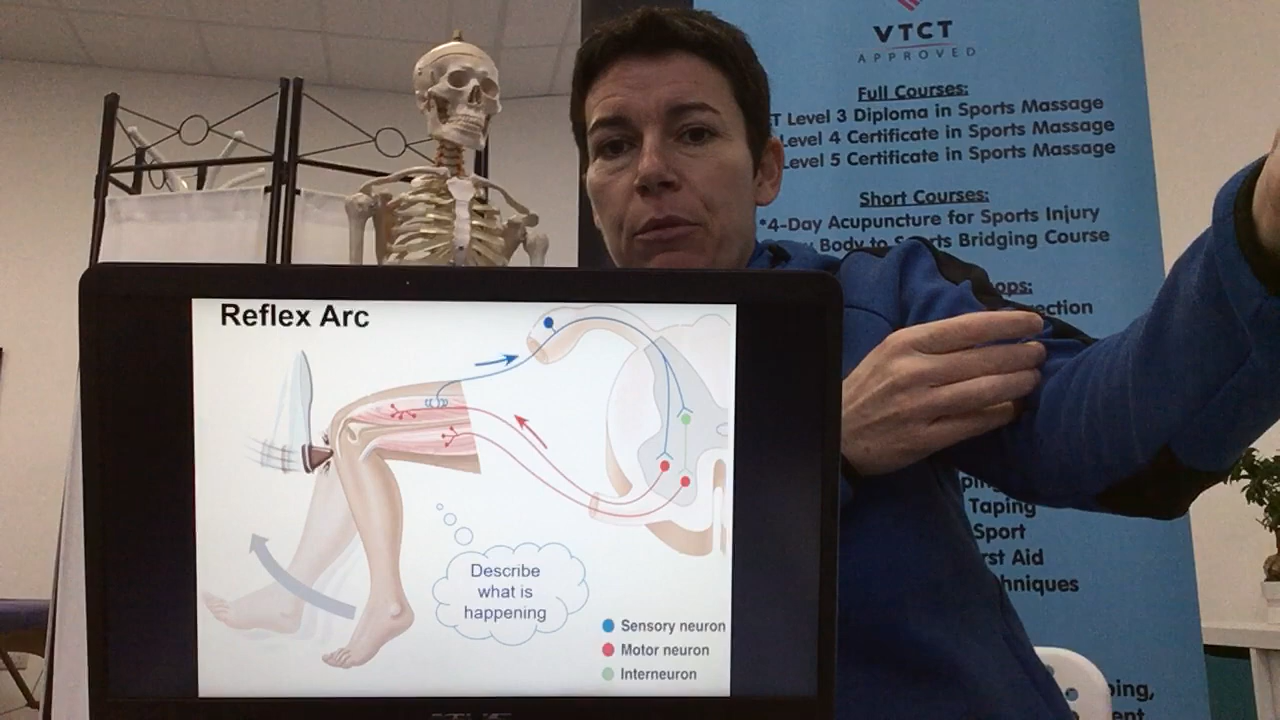 VTCT
APPROVED
Full Courses:
T Level 3 Diploma in Sports Massage
Level 4 Certificate in Sports Massage
Level 5 Certificate in Sports Massage
Short Courses:
*4-Day Acupuncture for Sports Injury
Body to Sports Bridging Course
Taping
Sport
Aid
Reflex Arc
Describe
what is
happening
Sensory neuron
Motor neuron
Interneuron